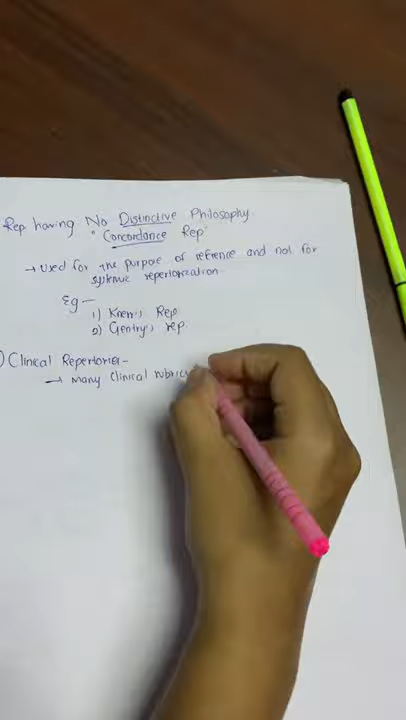 Rep having No Distinctive Philosophy
"Concordance Rep"
→ Used for the purpose of refrence and not for
systemic repertorization
Eg —
1) Knerr's Rep
2) Gentry's rep
) Clinical Repertories-
→ Many Clinical rubrics